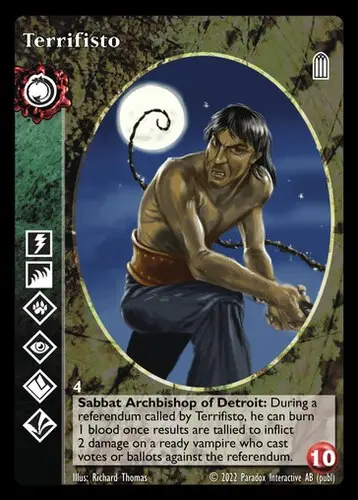 Terrifisto
4
Sabbat Archbishop of Detroit: During a
referendum called by Terrifisto, he can burn
1 blood once results are tallied to inflict
2 damage on a ready vampire who cast
votes or ballots against the referendum.
10
Illus: Richard Thomas © 2022 Paradox Interactive AB (publ)